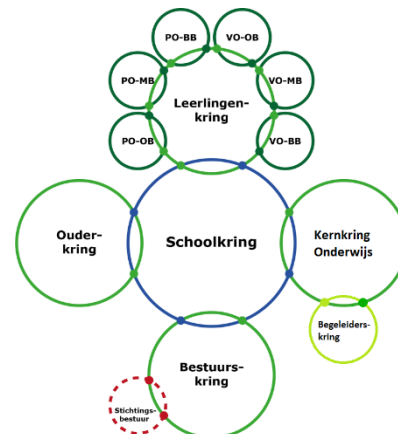 PO-BB
VO-OB
PO-MB
VO-MB
Leerlingen-
kring
PO-OB
VO-BB
Ouder-
kring
Schoolkring
Kernkring
Onderwijs
Begeleiders-
kring
Bestuurs-
kring
Stichtings-
bestuur